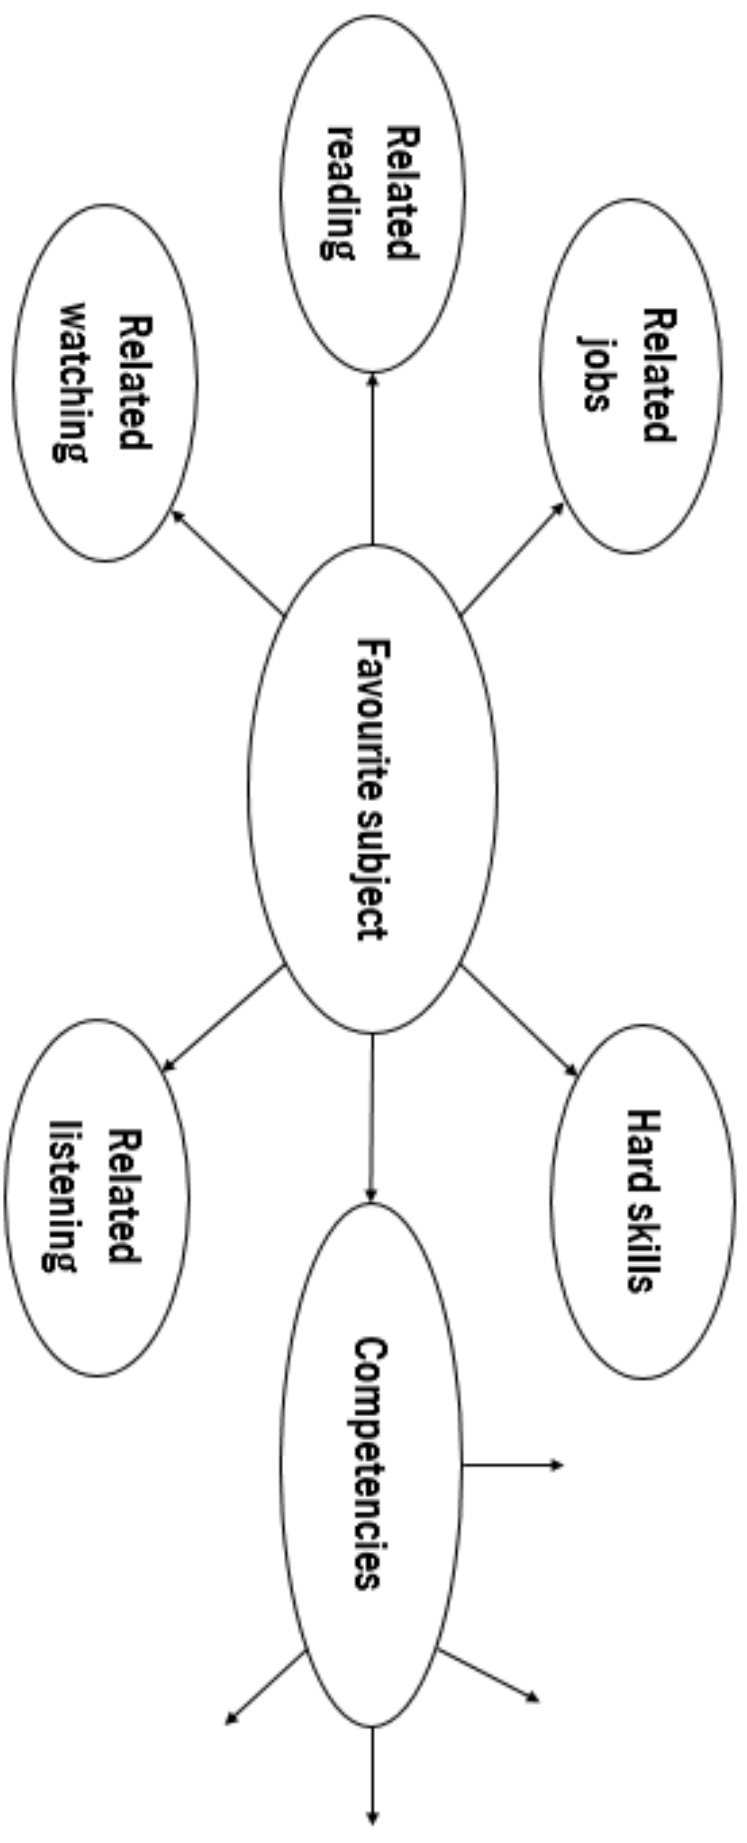 Related
jobs
Hard skills
Related
reading
Favourite subject
Competencies
Related
watching
Related
listening